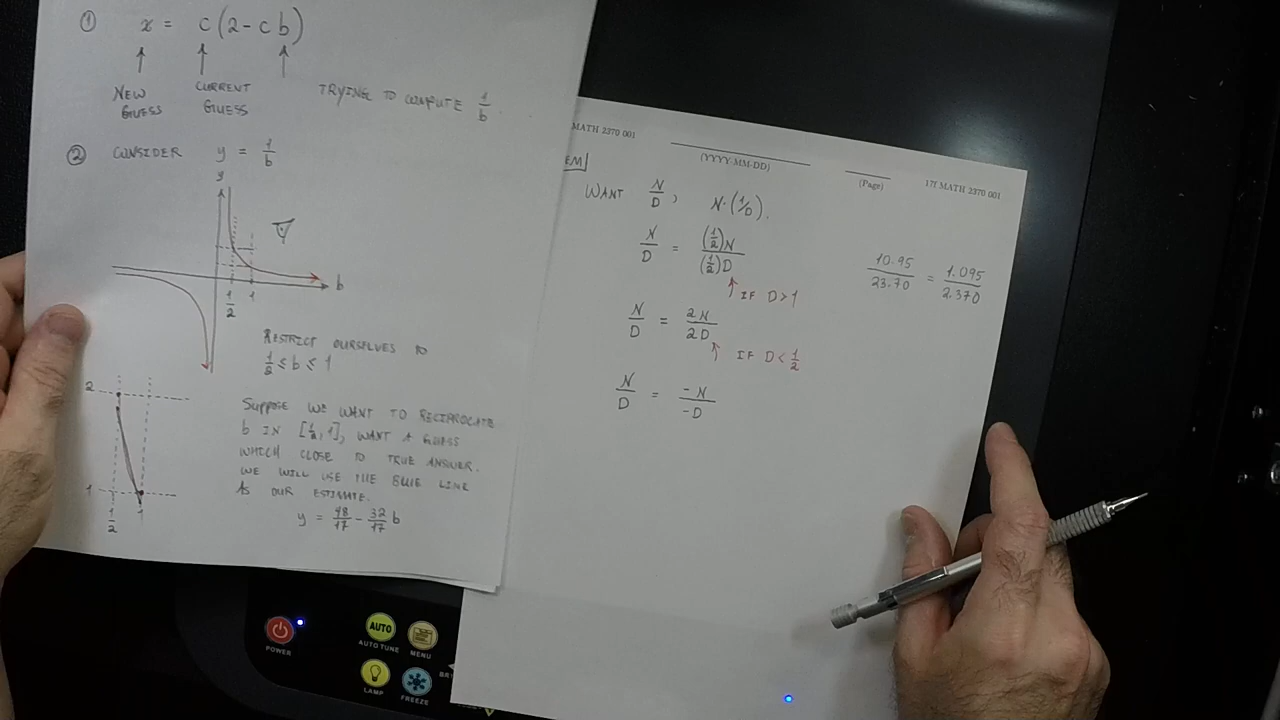 ① x = c(2 - cb)
NEW GUESS
CURRENT GUESS
TRYING TO COMPUTE 1/b.
② CONSIDER y = 1/b
y
b
1/2 1
RESTRICT OURSELVES TO
1/2 ≤ b ≤ 1
2
1
1/2 1
SUPPOSE WE WANT TO RECIPROCATE
b IN [1/2, 1], WANT A GUESS
WHICH CLOSE TO TRUE ANSWER.
WE WILL USE THE BLUE LINE
AS OUR ESTIMATE.
y = 48/17 - 32/17 b
MATH 2370 001
(YYYY-MM-DD)
(Page)
17f MATH 2370 001
EM
WANT N/D, N·(1/D).
N/D = (1/2)N / (1/2)D
↑ IF D>1
N/D = 2N/2D
↑ IF D< 1/2
N/D = -N/-D
10.95/23.70 = 1.095/2.370
POWER
AUTO
AUTO TUNE
MENU
LAMP
FREEZE